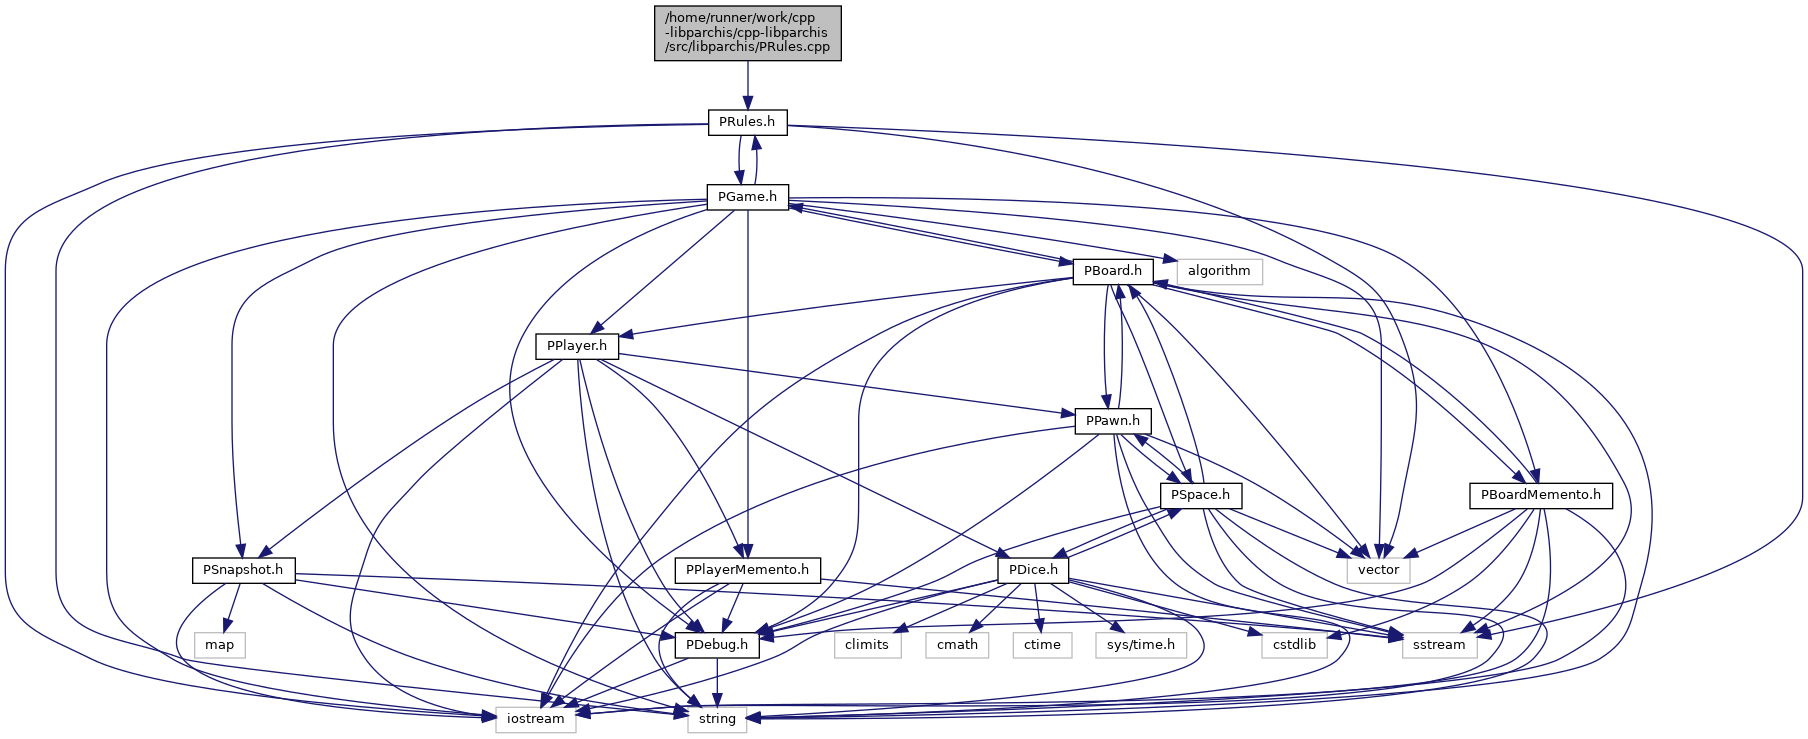 /home/runner/work/cpp
-libparchis/cpp-libparchis
/src/libparchis/PRules.cpp
PRules.h
PGame.h
PBoard.h
algorithm
PPlayer.h
PPawn.h
PSpace.h
PBoardMemento.h
PSnapshot.h
PPlayerMemento.h
PDice.h
vector
map
PDebug.h
climits
cmath
ctime
sys/time.h
cstdlib
sstream
iostream
string